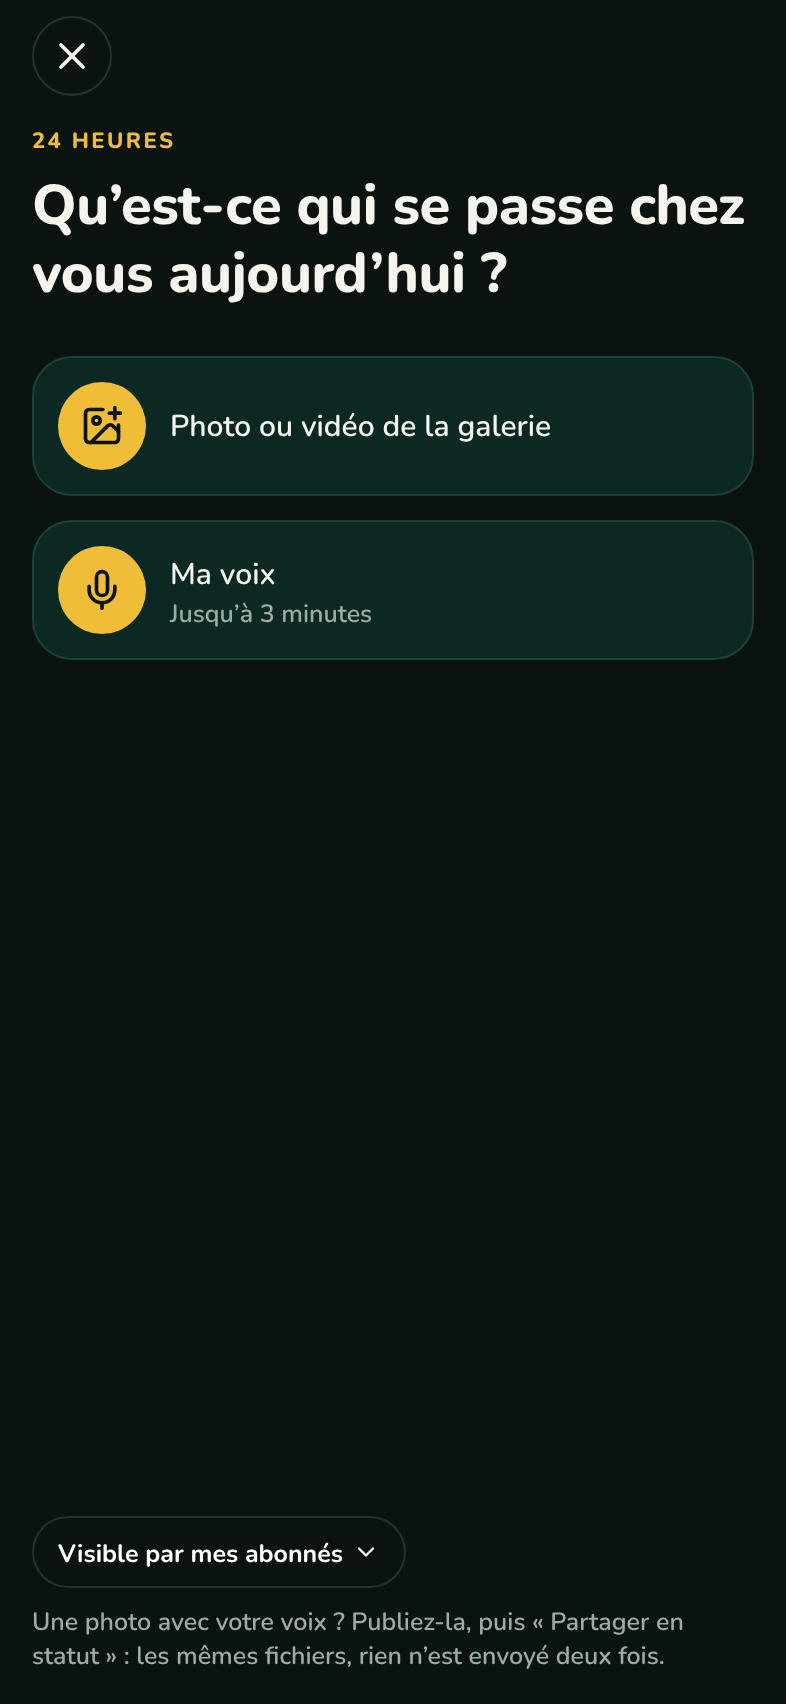 24 HEURES
Qu’est-ce qui se passe chez
vous aujourd’hui ?
Photo ou vidéo de la galerie
Ma voix
Jusqu’à 3 minutes
Visible par mes abonnés
Une photo avec votre voix ? Publiez-la, puis « Partager en
statut » : les mêmes fichiers, rien n’est envoyé deux fois.